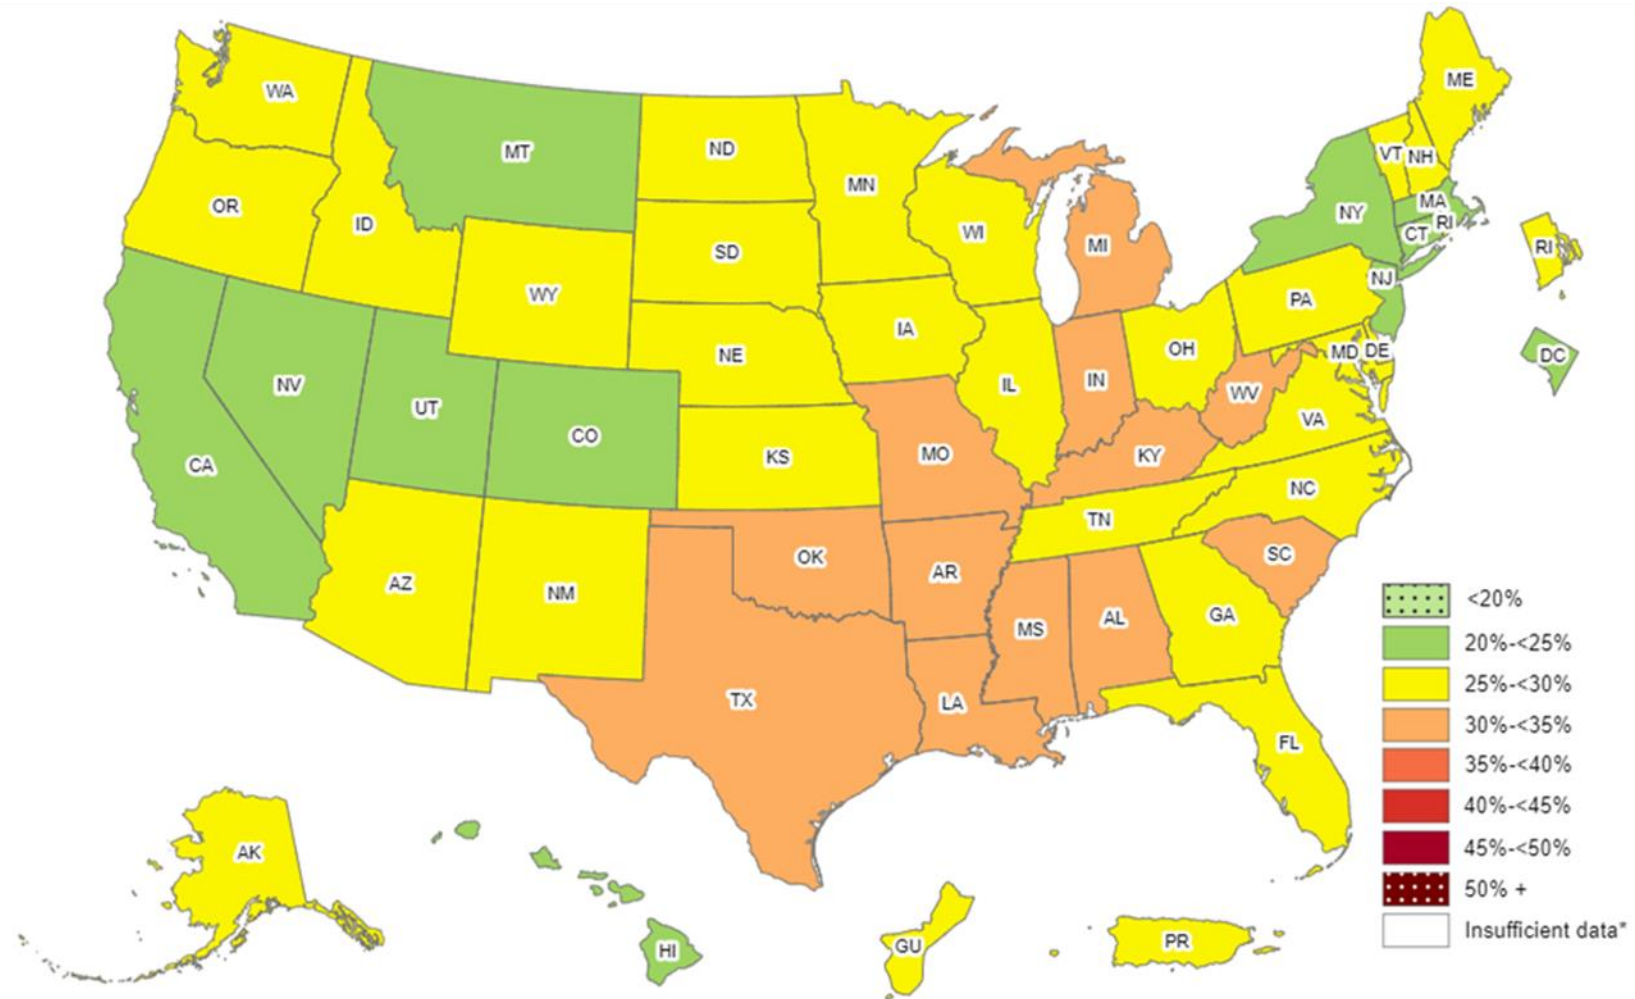 ME
WA
MT
ND
VT
NH
MN
MA
OR
ID
NY
RI
WI
CT
MI
RI
SD
NJ
WY
PA
IA
OH
MD
DE
DC
NE
NV
IL
IN
WV
UT
CO
VA
CA
KS
MO
KY
NC
TN
SC
OK
AR
AZ
NM
GA
MS
AL
TX
LA
FL
<20%
20%-<25%
25%-<30%
30%-<35%
35%-<40%
40%-<45%
45%-<50%
50% +
Insufficient data*
AK
HI
GU
PR